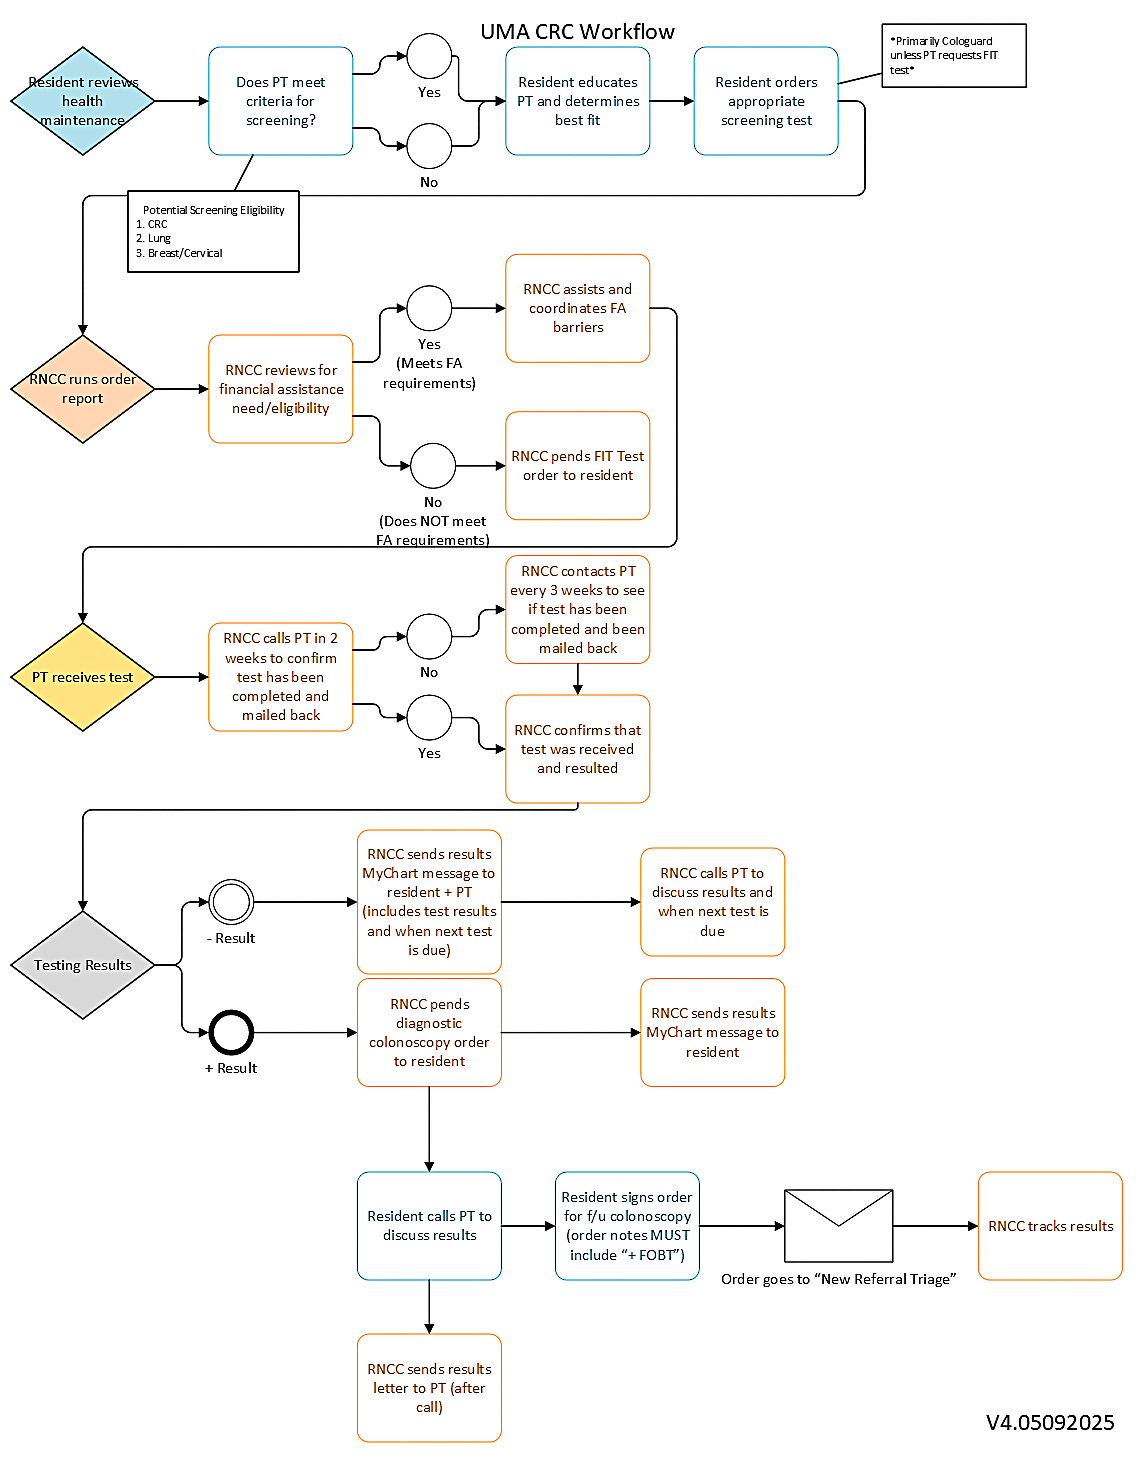 UMA CRC Workflow
*Primarily Cologuard
unless PT requests FIT
test*
Resident reviews
health
maintenance
Does PT meet
criteria for
screening?
Yes
No
Resident educates
PT and determines
best fit
Resident orders
appropriate
screening test
Potential Screening Eligibility
1. CRC
2. Lung
3. Breast/Cervical
RNCC runs order
report
RNCC reviews for
financial assistance
need/eligibility
Yes
(Meets FA
requirements)
RNCC assists and
coordinates FA
barriers
No
(Does NOT meet
FA requirements)
RNCC pends FIT Test
order to resident
PT receives test
RNCC calls PT in 2
weeks to confirm
test has been
completed and
mailed back
No
Yes
RNCC contacts PT
every 3 weeks to see
if test has been
completed and been
mailed back
RNCC confirms that
test was received
and resulted
Testing Results
- Result
RNCC sends results
MyChart message to
resident + PT
(includes test results
and when next test
is due)
RNCC calls PT to
discuss results and
when next test is
due
+ Result
RNCC pends
diagnostic
colonoscopy order
to resident
RNCC sends results
MyChart message to
resident
Resident calls PT to
discuss results
Resident signs order
for f/u colonoscopy
(order notes MUST
include “+ FOBT”)
Order goes to “New Referral Triage”
RNCC tracks results
RNCC sends results
letter to PT (after
call)
V4.05092025